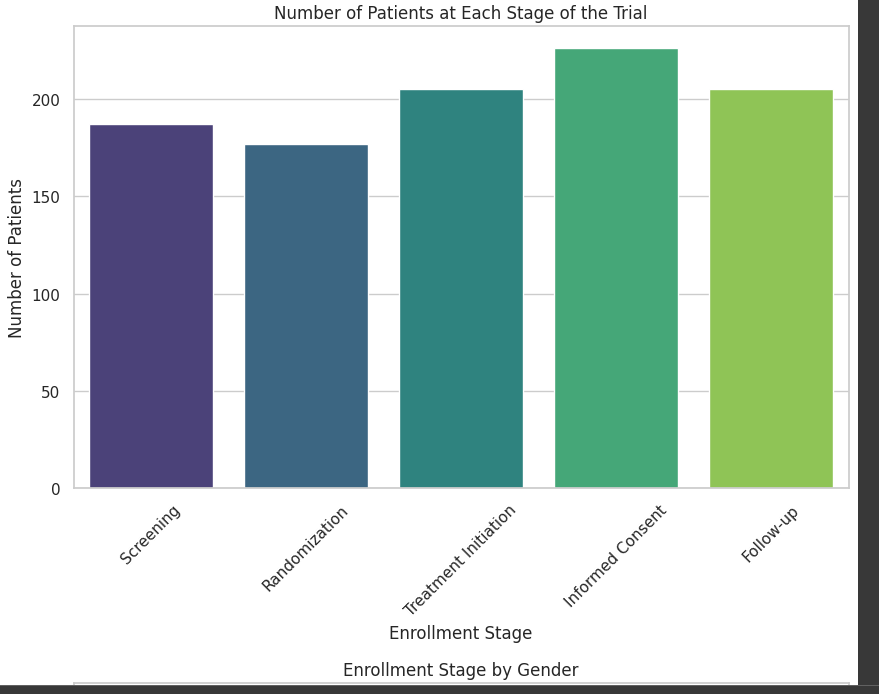 Number of Patients at Each Stage of the Trial
Number of Patients
200
150
100
50
0
Screening
Randomization
Treatment Initiation
Informed Consent
Follow-up
Enrollment Stage
Enrollment Stage by Gender